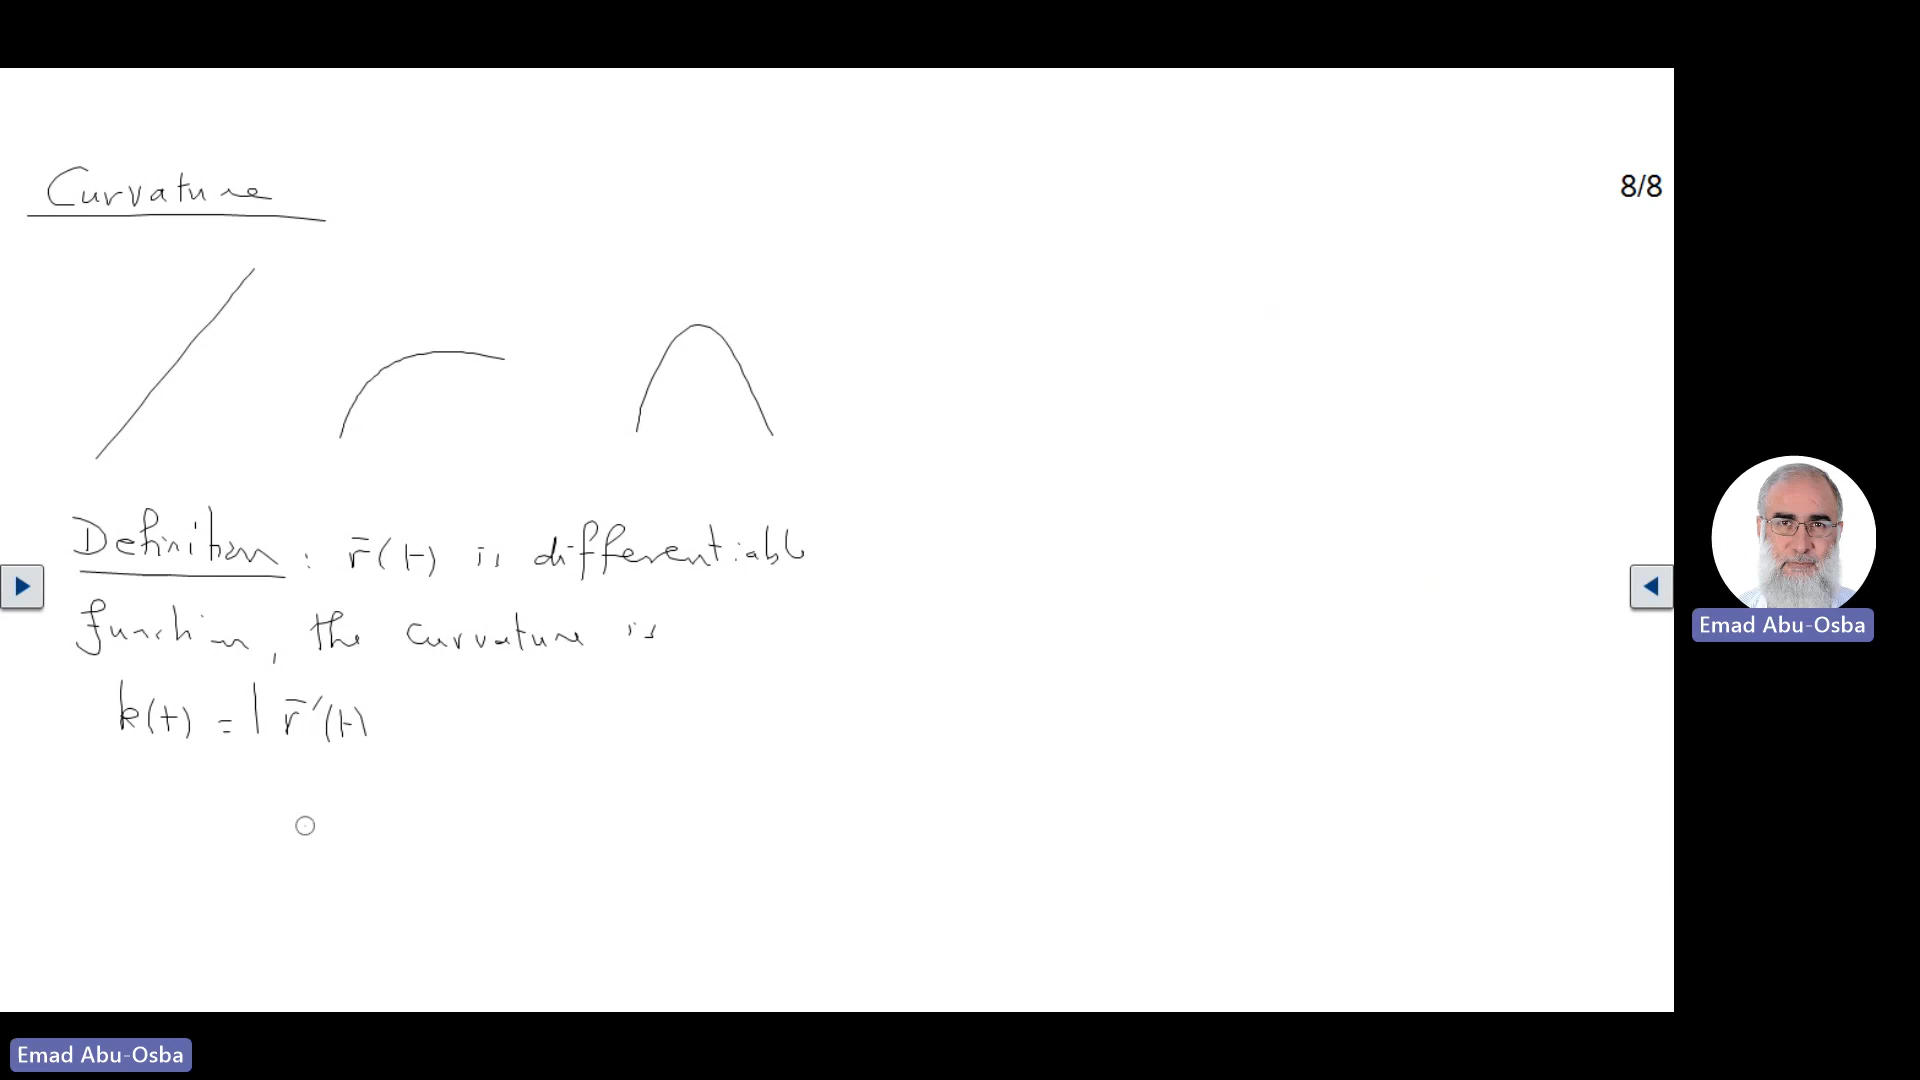 Curvature
8/8
Definition : r̄(t) is differentiable
function, the curvature is
k(t) = | r̄'(t)
Emad Abu-Osba
Emad Abu-Osba